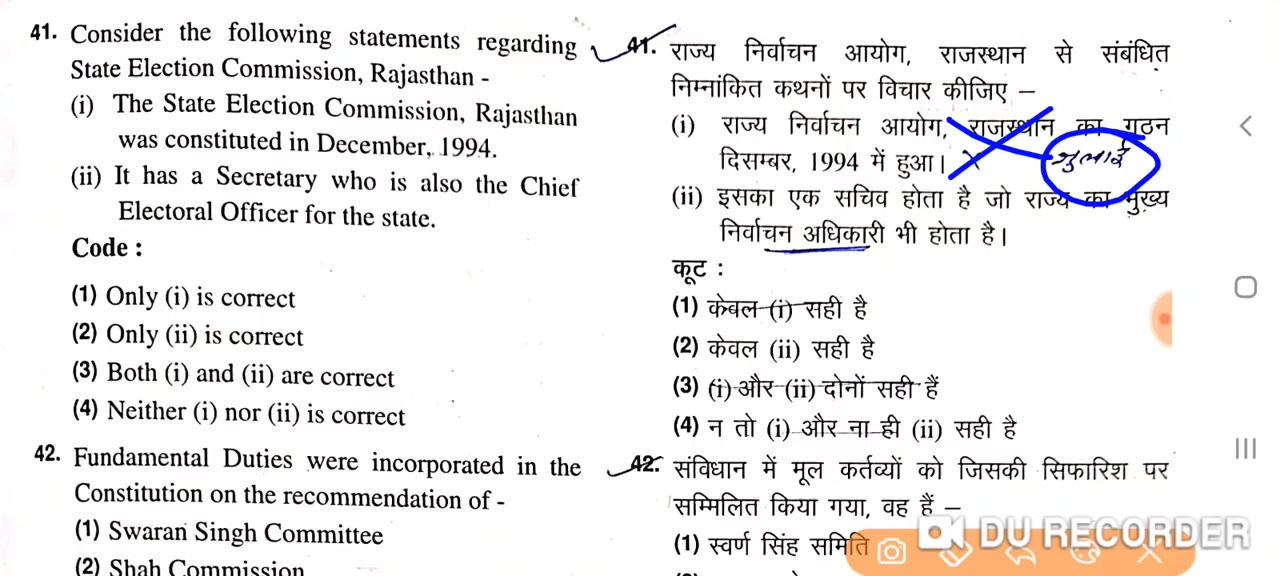 41. Consider the following statements regarding
State Election Commission, Rajasthan -
(i) The State Election Commission, Rajasthan
was constituted in December, 1994.
(ii) It has a Secretary who is also the Chief
Electoral Officer for the state.
Code :
(1) Only (i) is correct
(2) Only (ii) is correct
(3) Both (i) and (ii) are correct
(4) Neither (i) nor (ii) is correct
42. Fundamental Duties were incorporated in the
Constitution on the recommendation of -
(1) Swaran Singh Committee
(2) Shah Commission
41. राज्य निर्वाचन आयोग, राजस्थान से संबंधित
निम्नांकित कथनों पर विचार कीजिए –
(i) राज्य निर्वाचन आयोग, राजस्थान का गठन
दिसम्बर, 1994 में हुआ। जुलाई
(ii) इसका एक सचिव होता है जो राज्य का मुख्य
निर्वाचन अधिकारी भी होता है।
कूट :
(1) केवल (i) सही है
(2) केवल (ii) सही है
(3) (i) और (ii) दोनों सही हैं
(4) न तो (i) और ना ही (ii) सही है
42. संविधान में मूल कर्तव्यों को जिसकी सिफारिश पर
सम्मिलित किया गया, वह हैं –
(1) स्वर्ण सिंह समिति
DU RECORDER